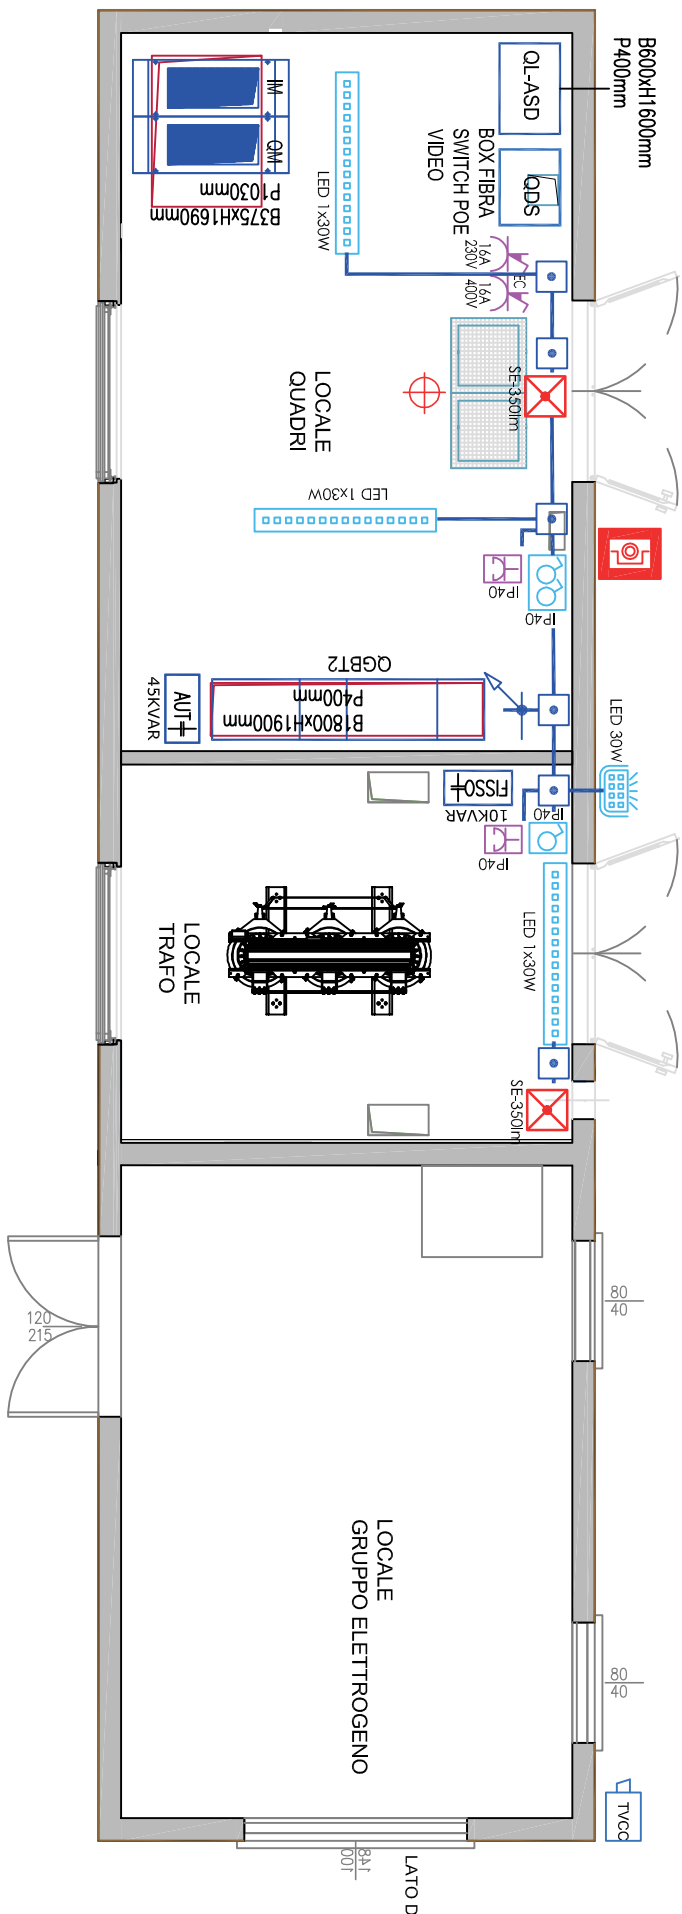 B600xH1600mm
P400mm
QL-ASD
QDS
BOX FIBRA
SWITCH POE
VIDEO
IM
QM
B375xH1690mm
P1030mm
LED 1x30W
16A
230V
EC
16A
400V
SE-350lm
LOCALE
QUADRI
LED 1x30W
IP40
IP40
QGBT2
B1800xH1900mm
P400mm
AUT
45KVAR
LED 30W
FISSO
10KVAR
IP40
IP40
LED 1x30W
LOCALE
TRAFO
SE-350lm
120
215
80
40
LOCALE
GRUPPO ELETTROGENO
80
40
TVCC
LATO D